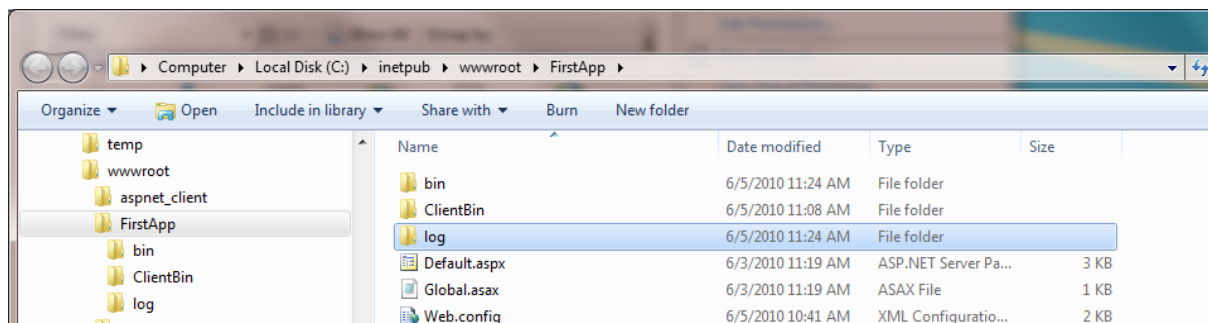 Computer Local Disk (C:) inetpub wwwroot FirstApp
Organize Open Include in library Share with Burn New folder
temp
wwwroot
aspnet_client
FirstApp
bin
ClientBin
log
Name Date modified Type Size
bin 6/5/2010 11:24 AM File folder
ClientBin 6/5/2010 11:08 AM File folder
log 6/5/2010 11:24 AM File folder
Default.aspx 6/3/2010 11:19 AM ASP.NET Server Pa... 3 KB
Global.asax 6/3/2010 11:19 AM ASAX File 1 KB
Web.config 6/5/2010 10:41 AM XML Configuratio... 2 KB